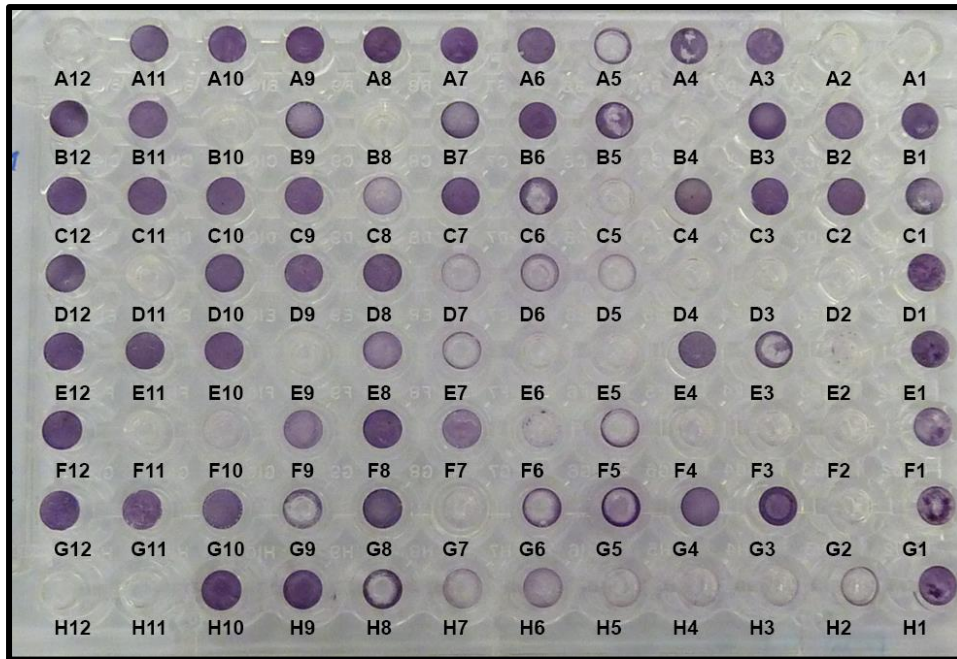 A12 A11 A10 A9 A8 A7 A6 A5 A4 A3 A2 A1
B12 B11 B10 B9 B8 B7 B6 B5 B4 B3 B2 B1
C12 C11 C10 C9 C8 C7 C6 C5 C4 C3 C2 C1
D12 D11 D10 D9 D8 D7 D6 D5 D4 D3 D2 D1
E12 E11 E10 E9 E8 E7 E6 E5 E4 E3 E2 E1
F12 F11 F10 F9 F8 F7 F6 F5 F4 F3 F2 F1
G12 G11 G10 G9 G8 G7 G6 G5 G4 G3 G2 G1
H12 H11 H10 H9 H8 H7 H6 H5 H4 H3 H2 H1